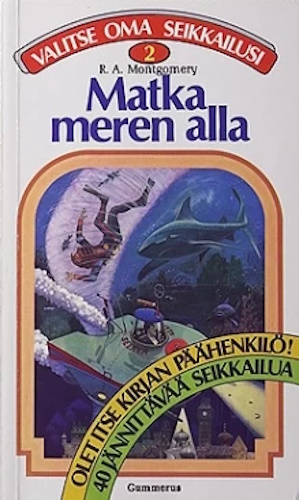 VALITSE OMA SEIKKAILUSI
2
R. A. Montgomery
Matka
meren alla
OLET ITSE KIRJAN PÄÄHENKILÖ!
40 JÄNNITTÄVÄÄ SEIKKAILUA
Gummerus